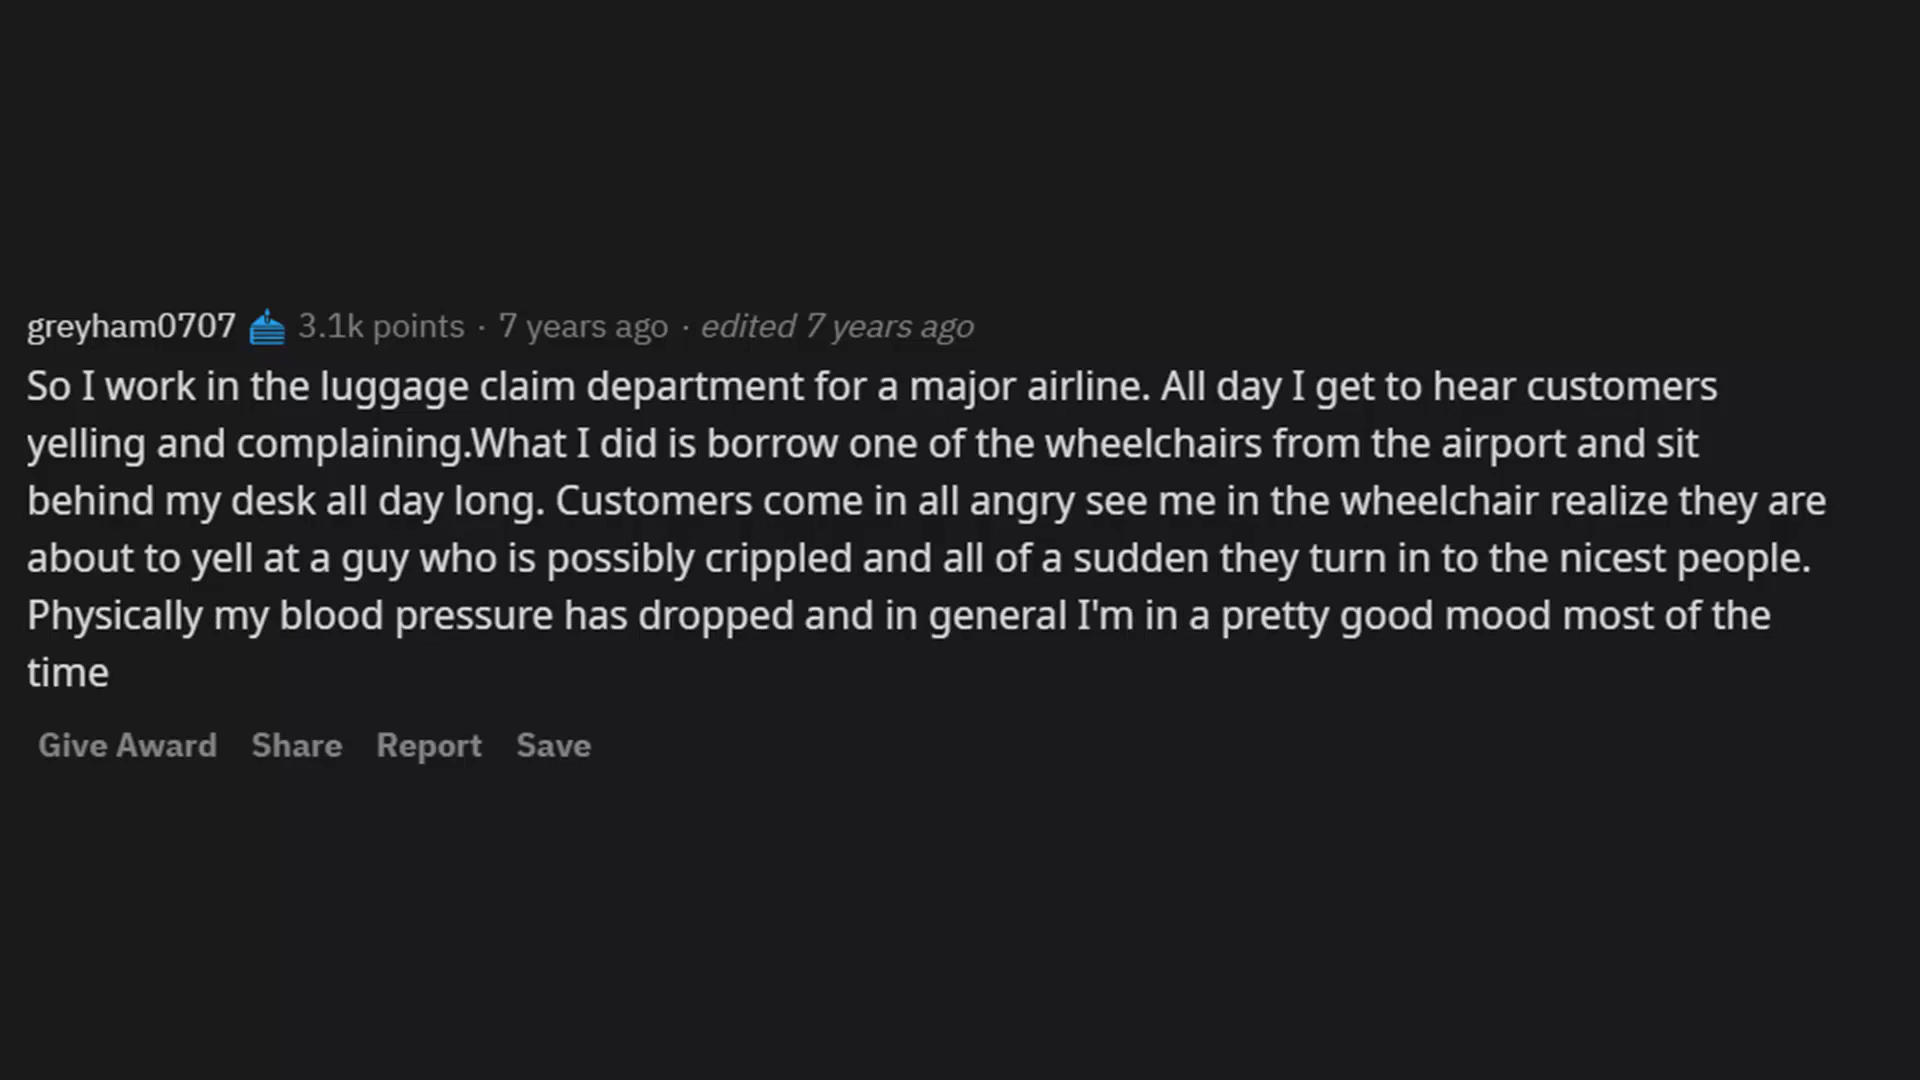 greyham0707 3.1k points · 7 years ago · edited 7 years ago
So I work in the luggage claim department for a major airline. All day I get to hear customers
yelling and complaining.What I did is borrow one of the wheelchairs from the airport and sit
behind my desk all day long. Customers come in all angry see me in the wheelchair realize they are
about to yell at a guy who is possibly crippled and all of a sudden they turn in to the nicest people.
Physically my blood pressure has dropped and in general I'm in a pretty good mood most of the
time
Give Award Share Report Save